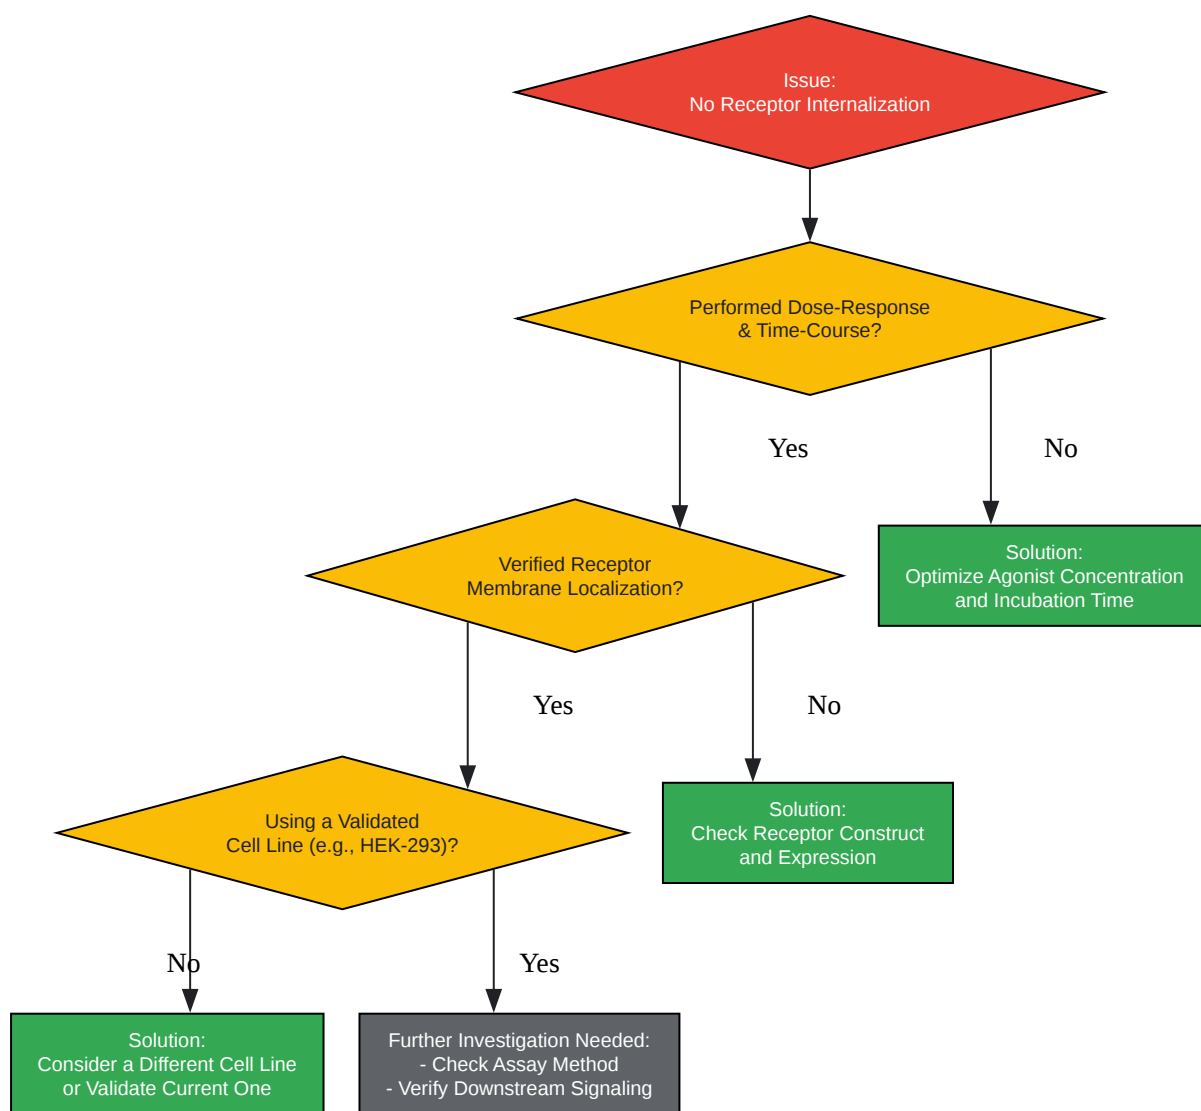 Issue:
No Receptor Internalization
Performed Dose-Response
& Time-Course?
Yes
No
Verified Receptor
Membrane Localization?
Solution:
Optimize Agonist Concentration
and Incubation Time
Yes
No
Using a Validated
Cell Line (e.g., HEK-293)?
Solution:
Check Receptor Construct
and Expression
No
Yes
Solution:
Consider a Different Cell Line
or Validate Current One
Further Investigation Needed:
- Check Assay Method
- Verify Downstream Signaling